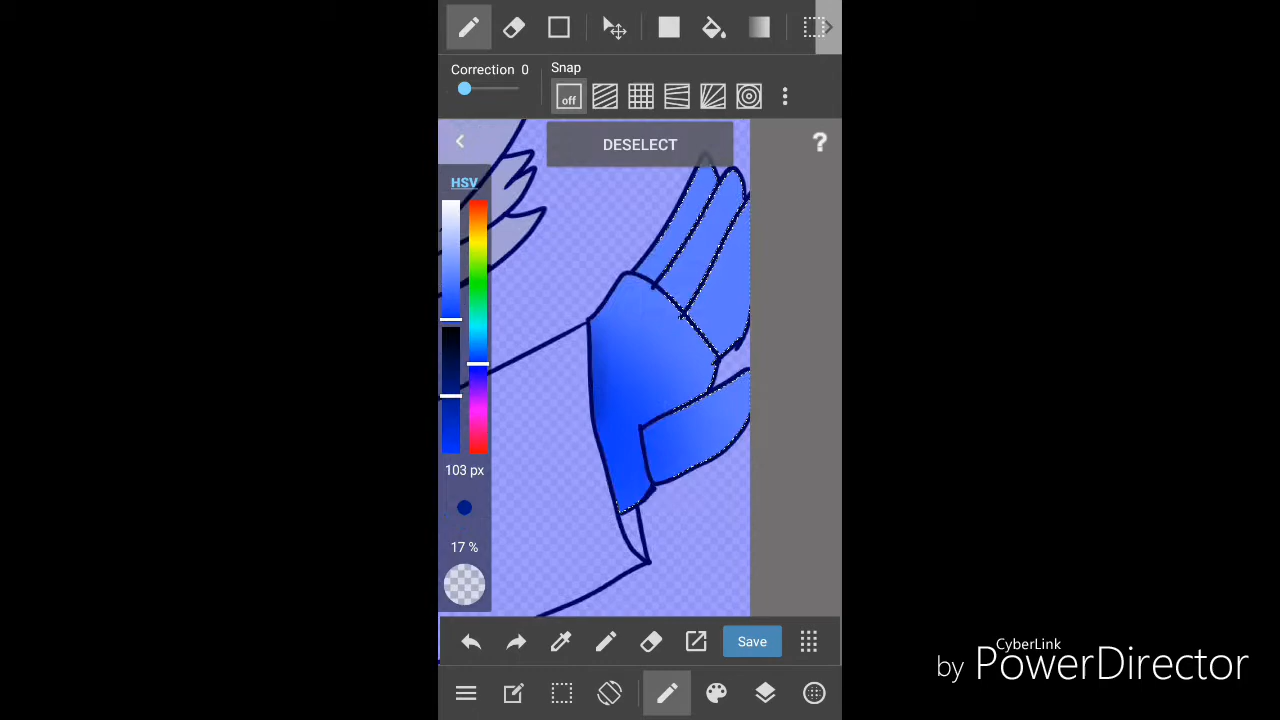 Correction 0
Snap
off
DESELECT
?
HSV
103 px
17 %
Save
CyberLink
by PowerDirector